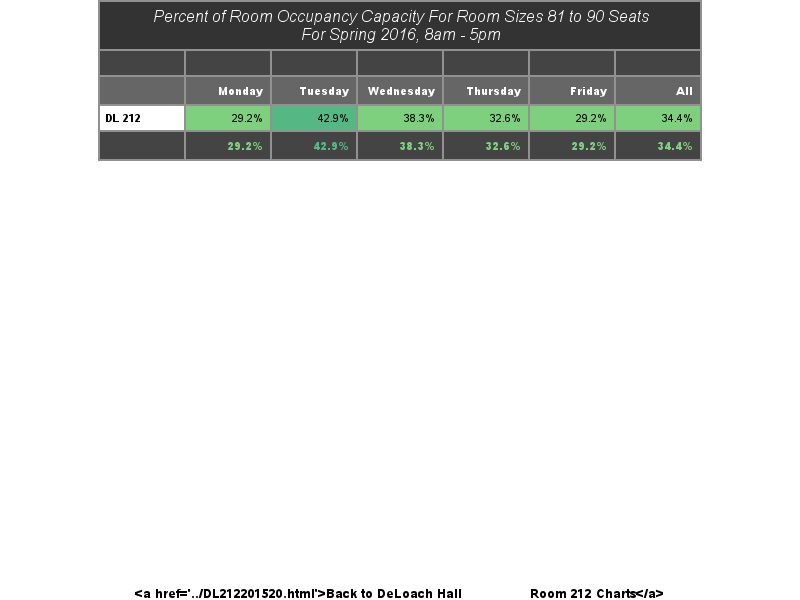 Percent of Room Occupancy Capacity For Room Sizes 81 to 90 Seats
For Spring 2016, 8am - 5pm
Monday Tuesday Wednesday Thursday Friday All
DL 212 29.2% 42.9% 38.3% 32.6% 29.2% 34.4%
29.2% 42.9% 38.3% 32.6% 29.2% 34.4%
<a href='../DL212201520.html'>Back to DeLoach Hall Room 212 Charts</a>